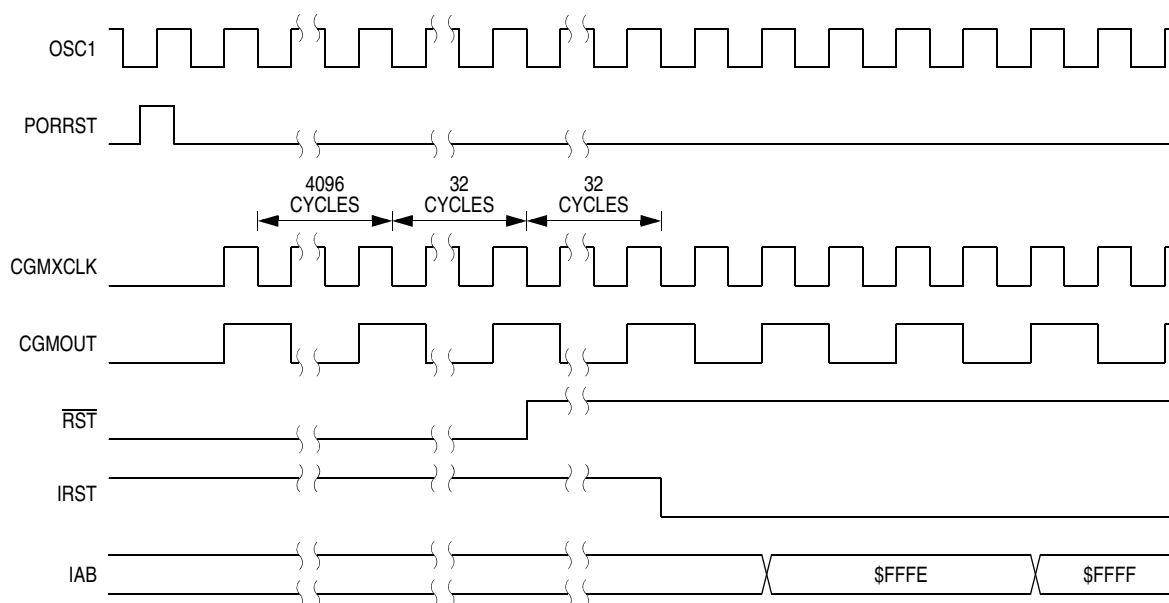 OSC1
PORRST
4096
CYCLES
32
CYCLES
32
CYCLES
CGMXCLK
CGMOUT
RST
IRST
IAB
$FFFE
$FFFF